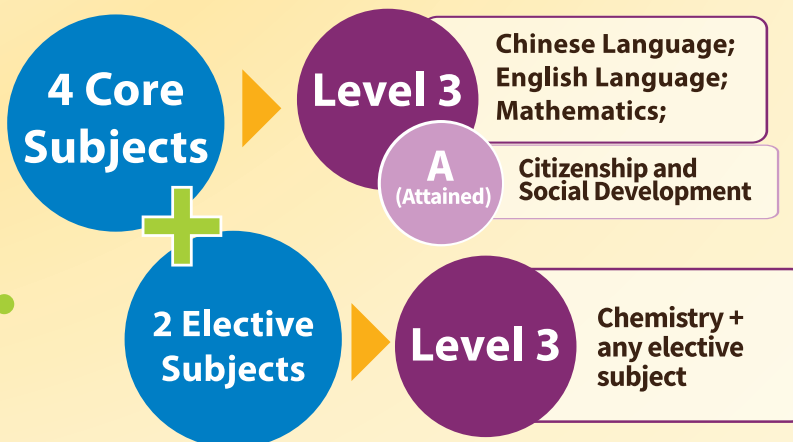 4 Core
Subjects
Level 3
Chinese Language;
English Language;
Mathematics;
A
(Attained)
Citizenship and
Social Development
2 Elective
Subjects
Level 3
Chemistry +
any elective
subject